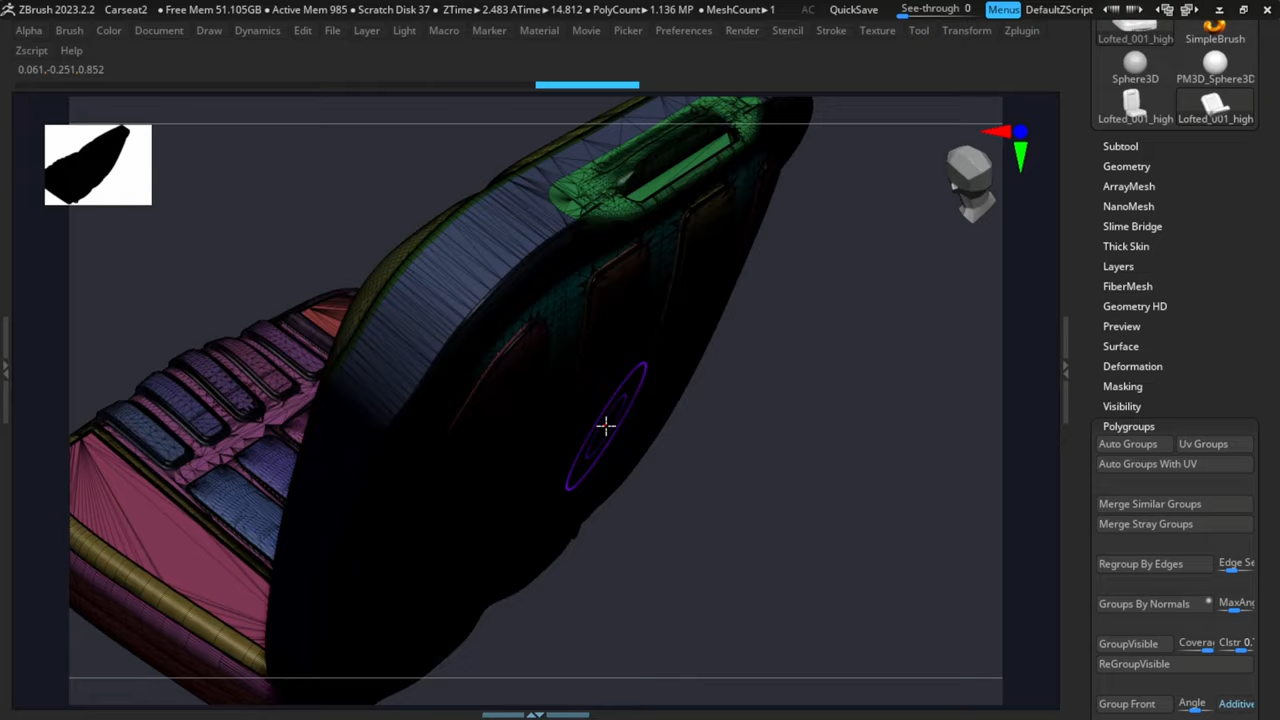 ZBrush 2023.2.2 Carseat2 ● Free Mem 51.105GB ● Active Mem 985 ● Scratch Disk 37 ● ZTime▸2.483 ATime▸14.812 ● PolyCount▸1.136 MP ● MeshCount▸1 AC QuickSave See-through 0 Menus DefaultZScript
Alpha Brush Color Document Draw Dynamics Edit File Layer Light Macro Marker Material Movie Picker Preferences Render Stencil Stroke Texture Tool Transform Zplugin
Zscript Help
0.061,-0.251,0.852
Lofted_001_high SimpleBrush
Sphere3D PM3D_Sphere3D
Lofted_001_high Lofted_001_high
Subtool
Geometry
ArrayMesh
NanoMesh
Slime Bridge
Thick Skin
Layers
FiberMesh
Geometry HD
Preview
Surface
Deformation
Masking
Visibility
Polygroups
Auto Groups Uv Groups
Auto Groups With UV
Merge Similar Groups
Merge Stray Groups
Regroup By Edges Edge Se
Groups By Normals MaxAng
GroupVisible Covera Clstr 0.
ReGroupVisible
Group Front Angle Additive